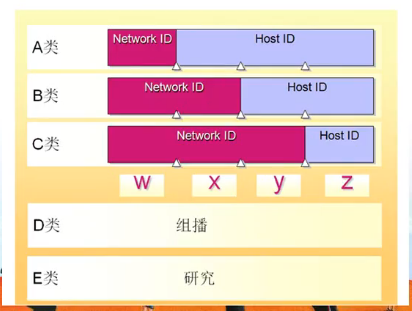 A类 Network ID Host ID
B类 Network ID Host ID
C类 Network ID Host ID
w x y z
D类 组播
E类 研究